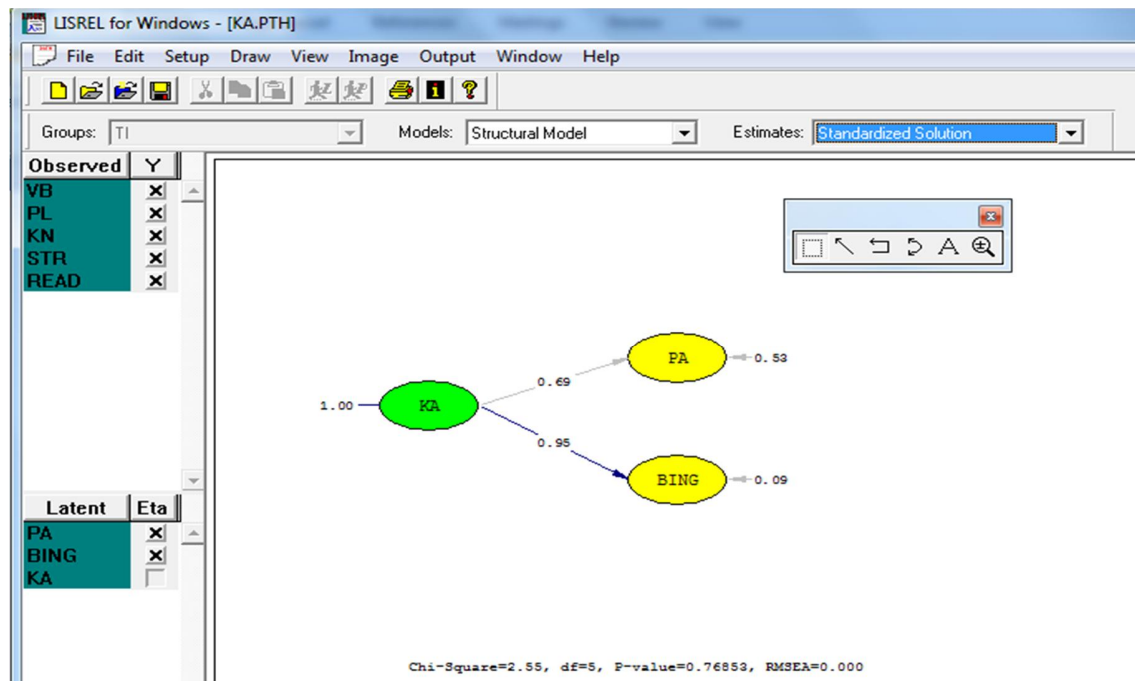 LISREL for Windows - [KA.PTH]
File Edit Setup Draw View Image Output Window Help
Groups: TI Models: Structural Model Estimates: Standardized Solution
Observed Y
VB
PL
KN
STR
READ
PA 0.53
0.69
1.00 KA
0.95
BING 0.09
Latent Eta
PA
BING
KA
Chi-Square=2.55, df=5, P-value=0.76853, RMSEA=0.000